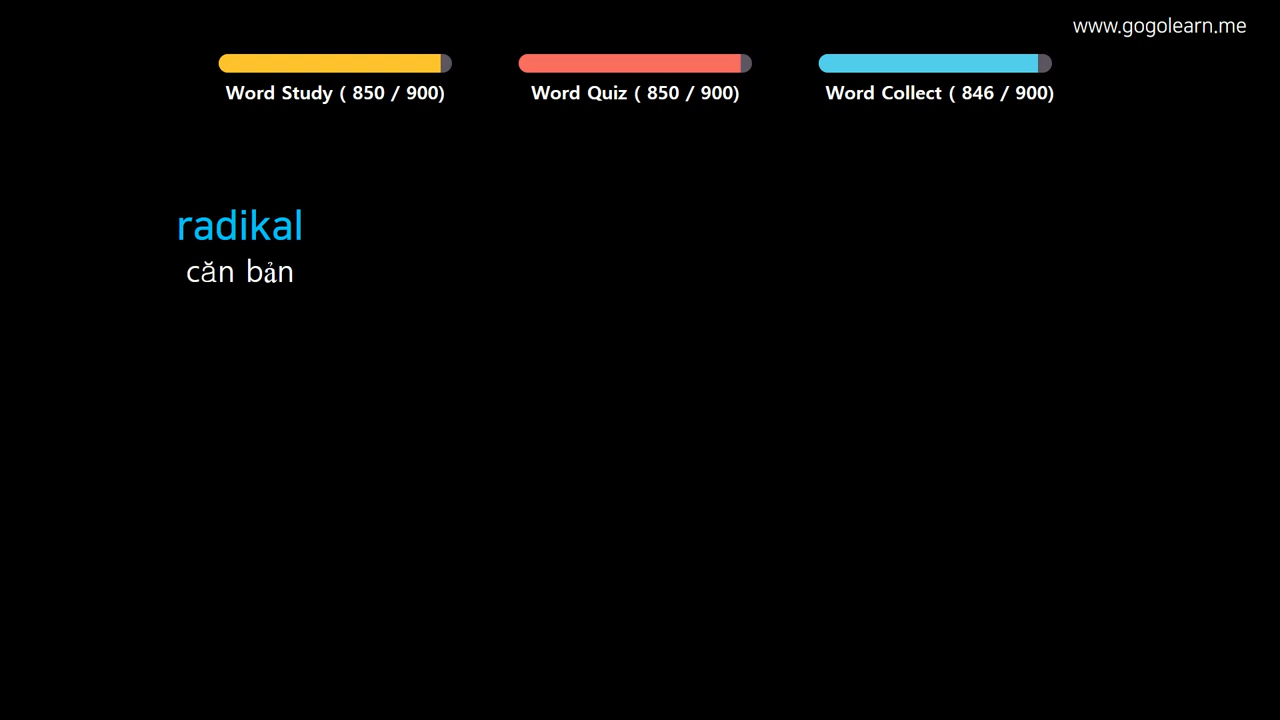 www.gogolearn.me
Word Study ( 850 / 900)
Word Quiz ( 850 / 900)
Word Collect ( 846 / 900)
radikal
căn bản